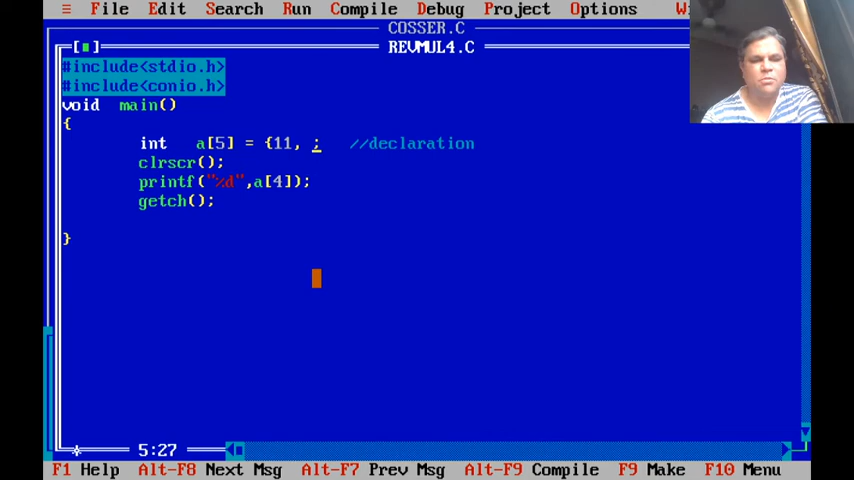 ≡ File Edit Search Run Compile Debug Project Options
COSSER.C
[■] REVMUL4.C
#include<stdio.h>
#include<conio.h>
void main()
{
int a[5] = {11, ; //declaration
clrscr();
printf("%d",a[4]);
getch();
}
5:27
F1 Help Alt-F8 Next Msg Alt-F7 Prev Msg Alt-F9 Compile F9 Make F10 Menu